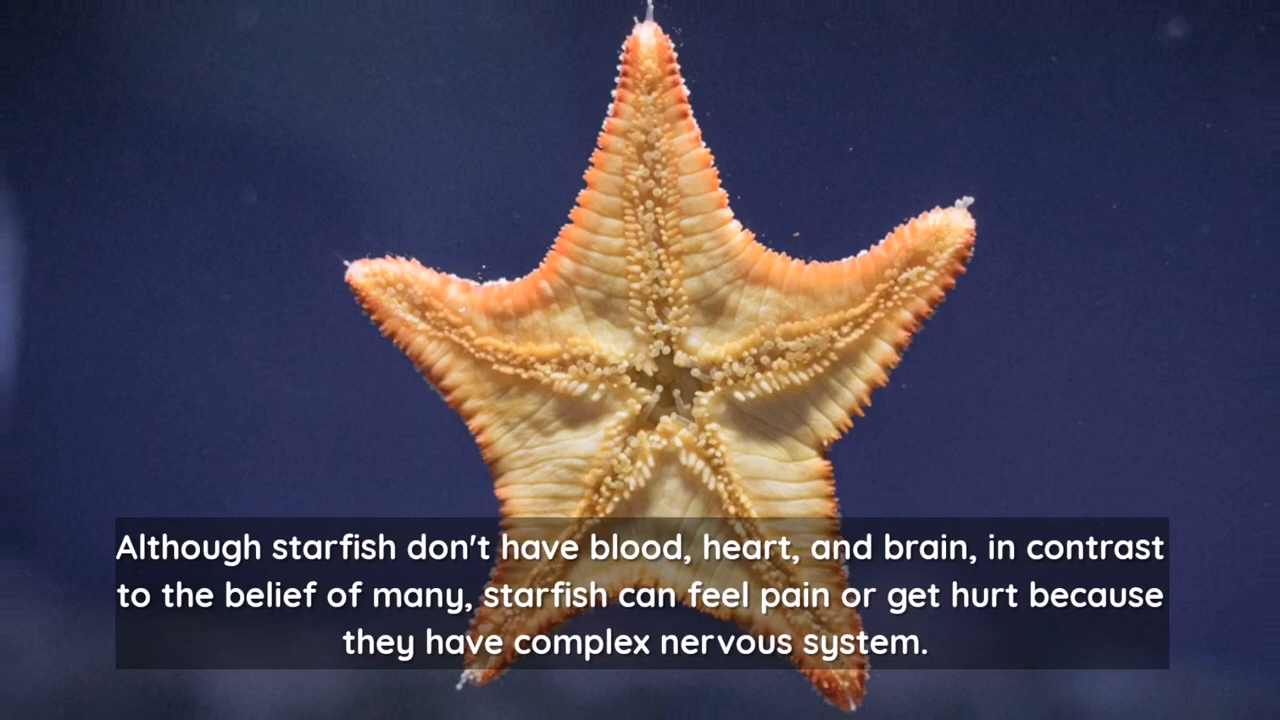 Although starfish don't have blood, heart, and brain, in contrast
to the belief of many, starfish can feel pain or get hurt because
they have complex nervous system.